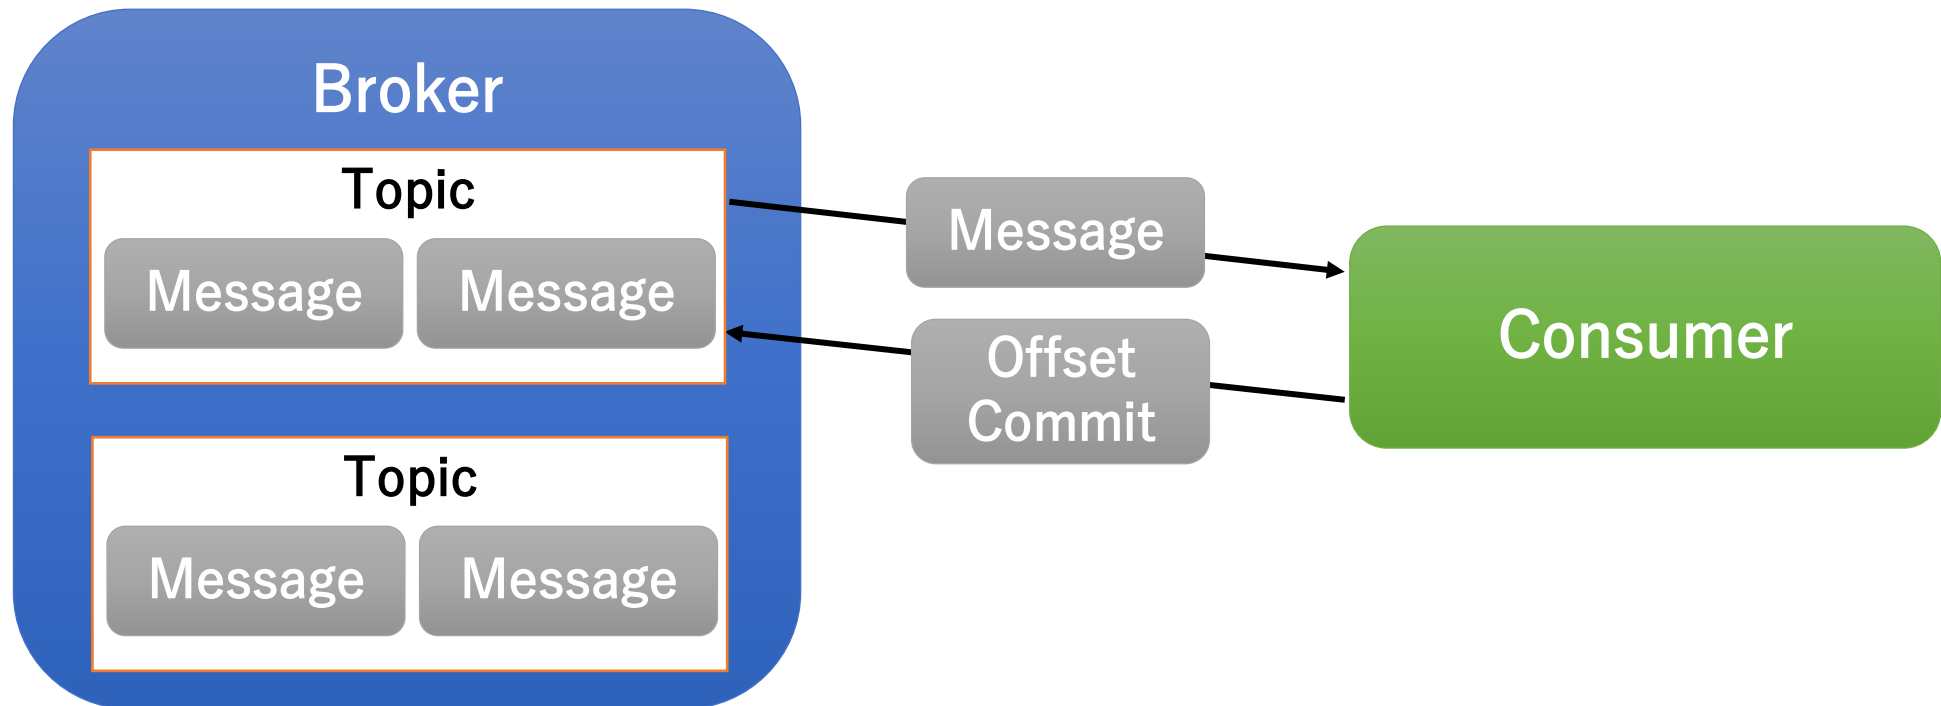 Broker
Topic
Message
Message
Topic
Message
Message
Message
Offset
Commit
Consumer